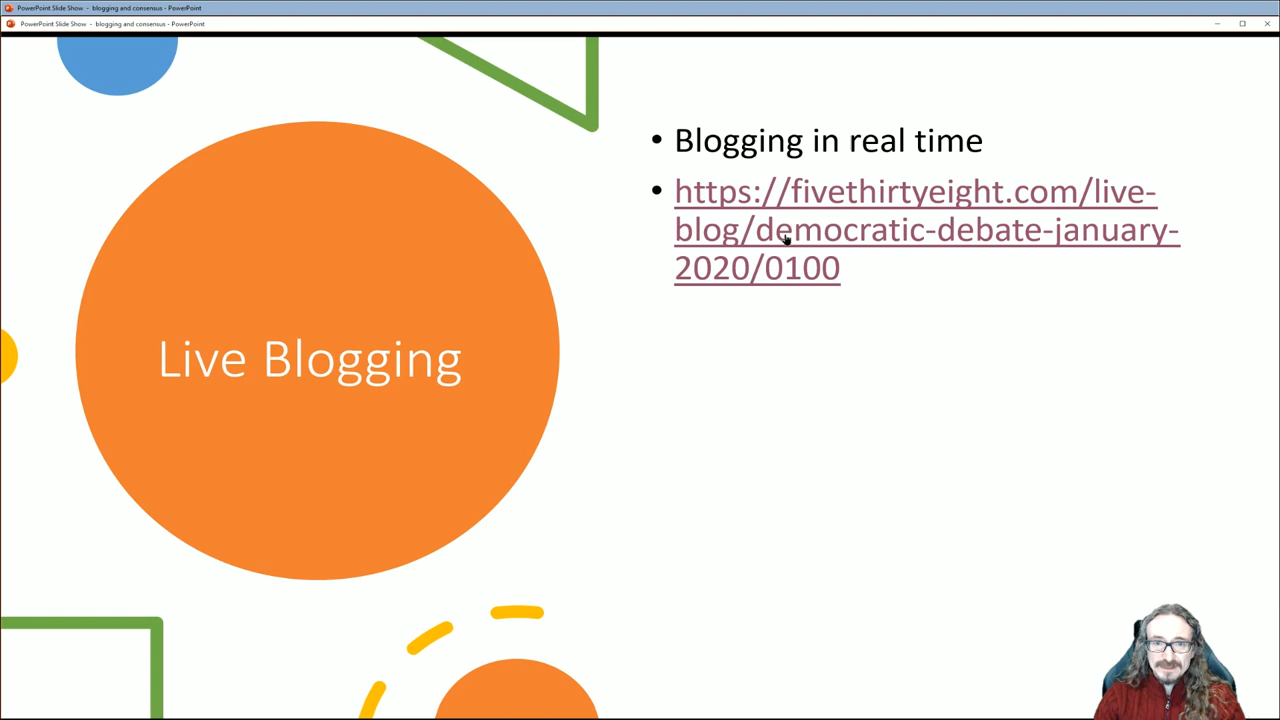 PowerPoint Slide Show - blogging and consensus - PowerPoint
PowerPoint Slide Show - blogging and consensus - PowerPoint
Live Blogging
• Blogging in real time
• https://fivethirtyeight.com/live-
blog/democratic-debate-january-
2020/0100